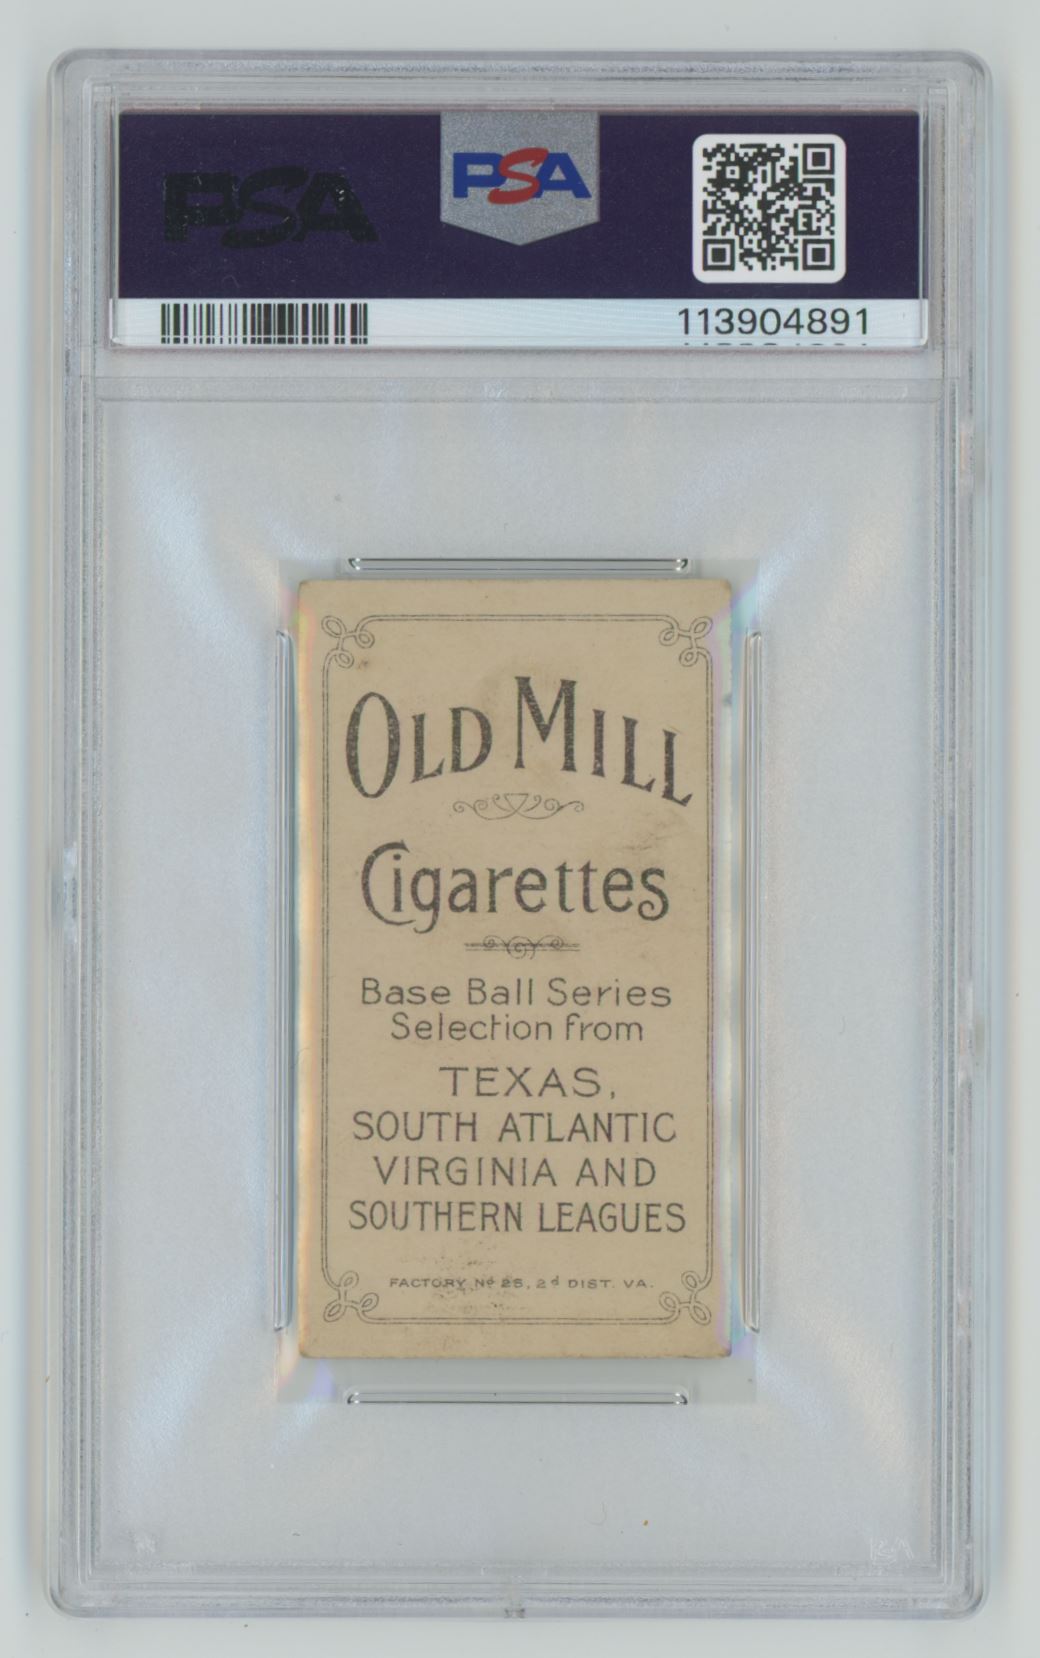 PSA
PSA
113904891
OLD MILL
Cigarettes
Base Ball Series
Selection from
TEXAS,
SOUTH ATLANTIC
VIRGINIA AND
SOUTHERN LEAGUES
FACTORY No 25, 2d DIST. VA.